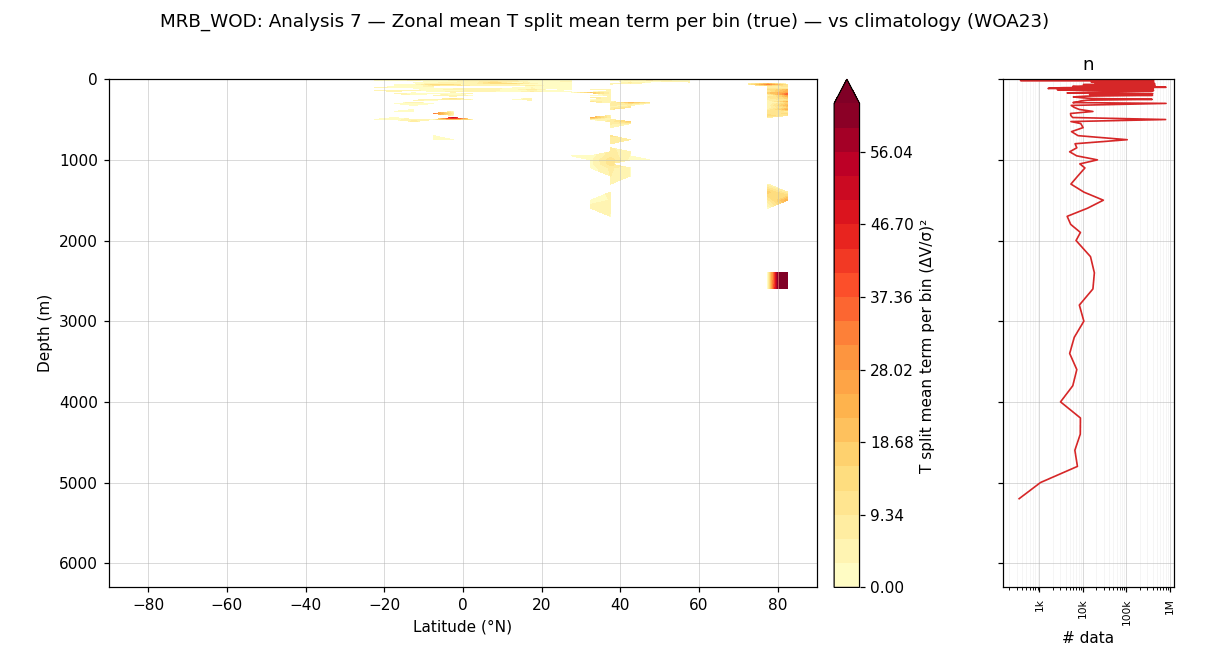 MRB_WOD: Analysis 7 — Zonal mean T split mean term per bin (true) — vs climatology (WOA23)
n
0
1000
2000
3000
4000
5000
6000
Depth (m)
−80
−60
−40
−20
0
20
40
60
80
Latitude (°N)
56.04
46.70
37.36
28.02
18.68
9.34
0.00
T split mean term per bin (ΔV/σ)²
1k
10k
100k
1M
# data